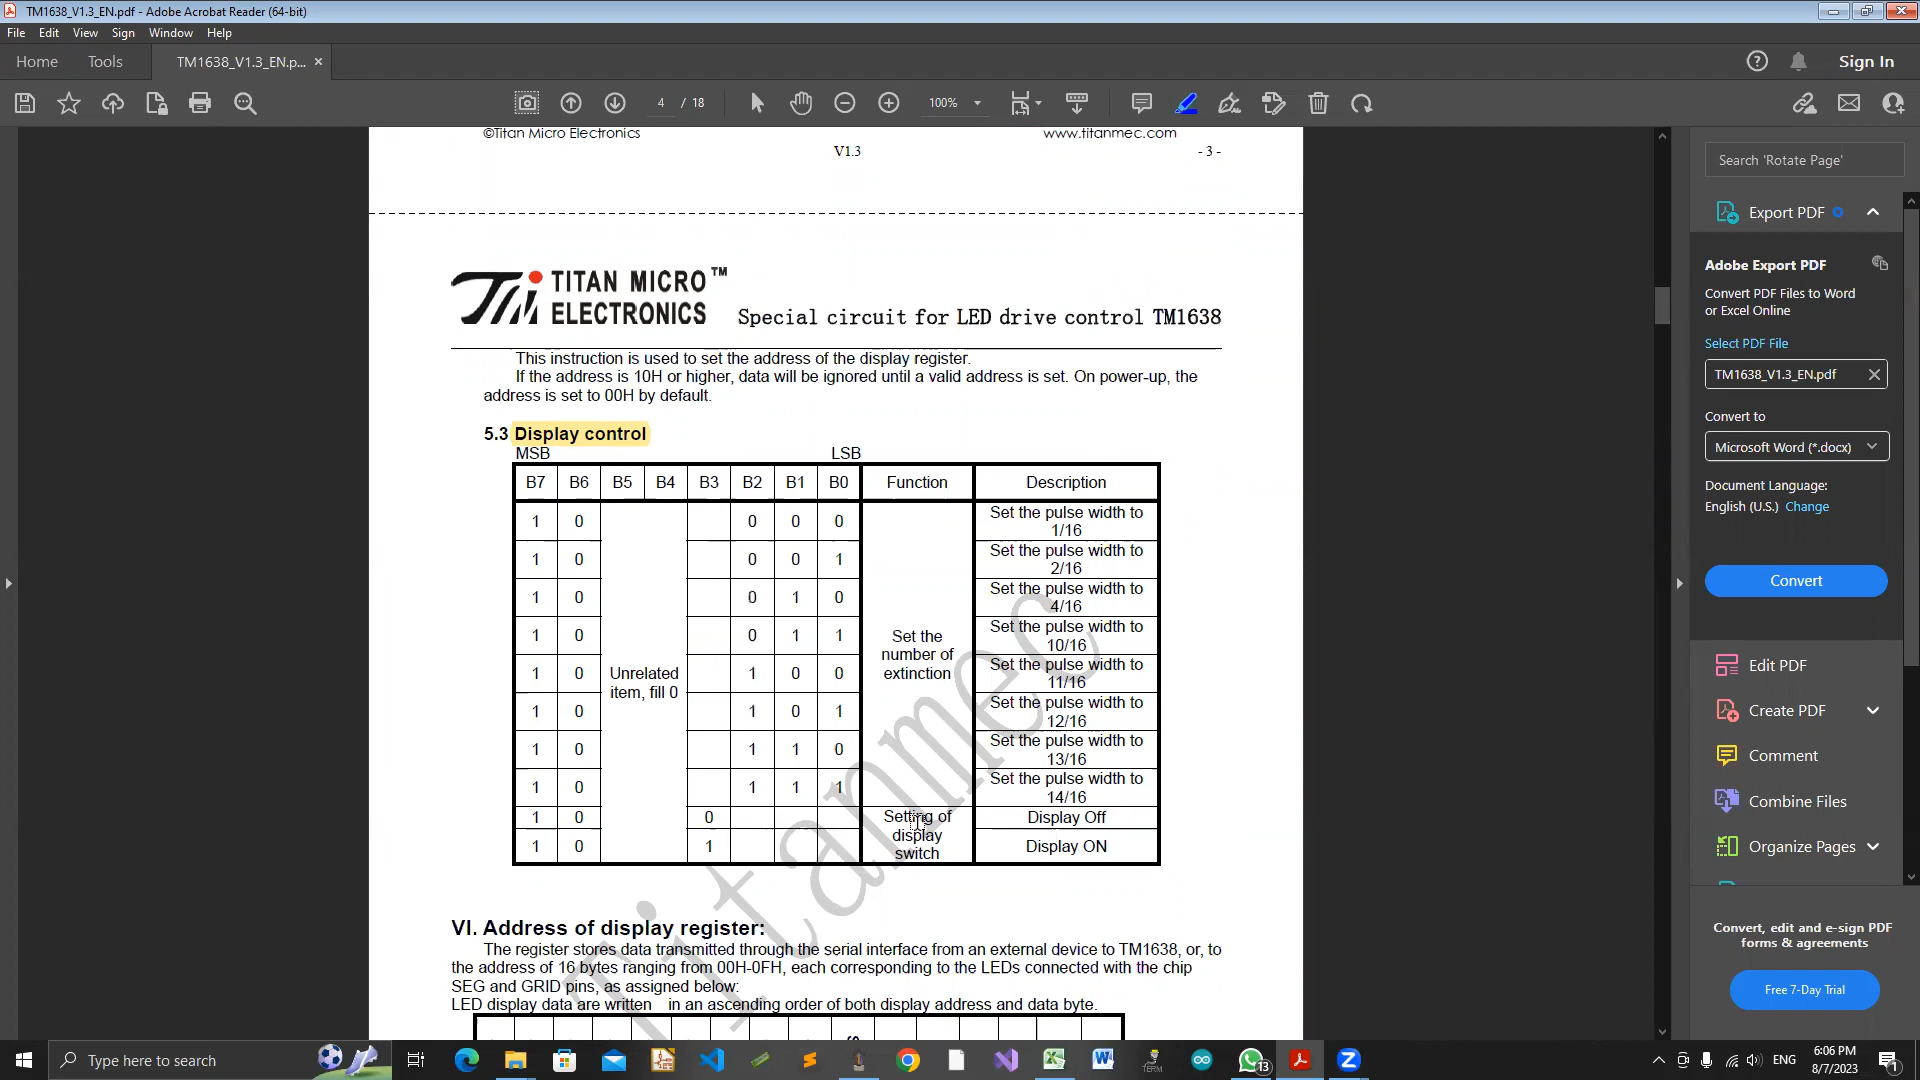 TM1638_V1.3_EN.pdf - Adobe Acrobat Reader (64-bit)
File Edit View Sign Window Help
Home Tools TM1638_V1.3_EN.p... ×
Sign In
4 / 18
100%
©Titan Micro Electronics www.titanmec.com
V1.3 - 3 -
TM TITAN MICRO™
ELECTRONICS
Special circuit for LED drive control TM1638
This instruction is used to set the address of the display register.
If the address is 10H or higher, data will be ignored until a valid address is set. On power-up, the
address is set to 00H by default.
5.3 Display control
MSB LSB
B7 B6 B5 B4 B3 B2 B1 B0 Function Description
1 0 0 0 0 Set the pulse width to
1/16
1 0 0 0 1 Set the pulse width to
2/16
1 0 0 1 0 Set the pulse width to
4/16
1 0 0 1 1 Set the pulse width to
10/16
1 0 1 0 0 Set the pulse width to
11/16
1 0 1 0 1 Set the pulse width to
12/16
1 0 1 1 0 Set the pulse width to
13/16
1 0 1 1 1 Set the pulse width to
14/16
Unrelated
item, fill 0
Set the
number of
extinction
1 0 0 Display Off
1 0 1 Display ON
Setting of
display
switch
VI. Address of display register:
The register stores data transmitted through the serial interface from an external device to TM1638, or, to
the address of 16 bytes ranging from 00H-0FH, each corresponding to the LEDs connected with the chip
SEG and GRID pins, as assigned below:
LED display data are written in an ascending order of both display address and data byte.
Titanmec
Search 'Rotate Page'
Export PDF
Adobe Export PDF
Convert PDF Files to Word
or Excel Online
Select PDF File
TM1638_V1.3_EN.pdf
Convert to
Microsoft Word (*.docx)
Document Language:
English (U.S.) Change
Convert
Edit PDF
Create PDF
Comment
Combine Files
Organize Pages
Convert, edit and e-sign PDF
forms & agreements
Free 7-Day Trial
Type here to search
TERM
13
ENG
6:06 PM
8/7/2023
1